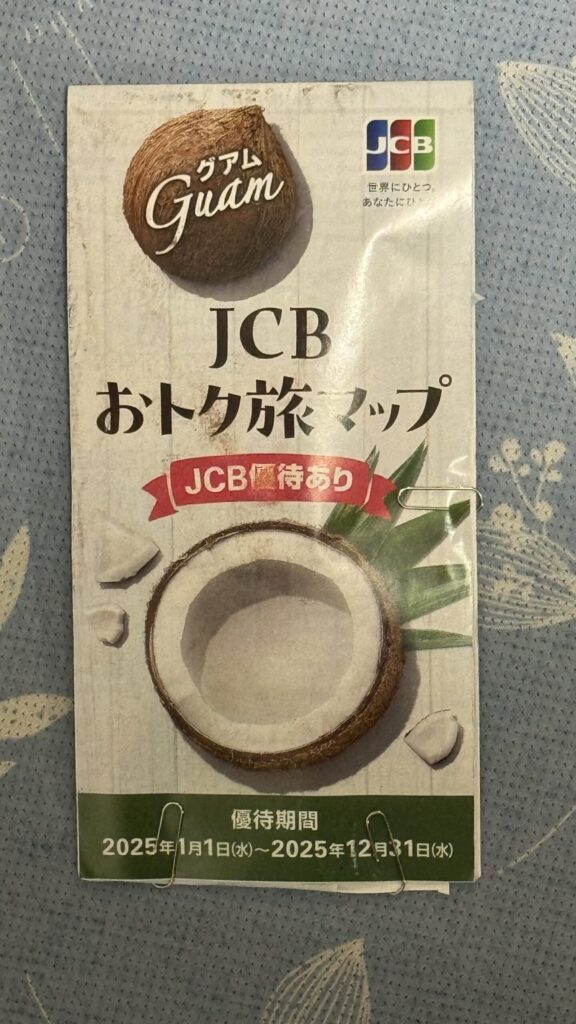 グアム
Guam
JCB
世界にひとつ。
あなたにひ
JCB
おトク旅マップ
JCB優待あり
優待期間
2025年1月1日(水)〜2025年12月31日(水)